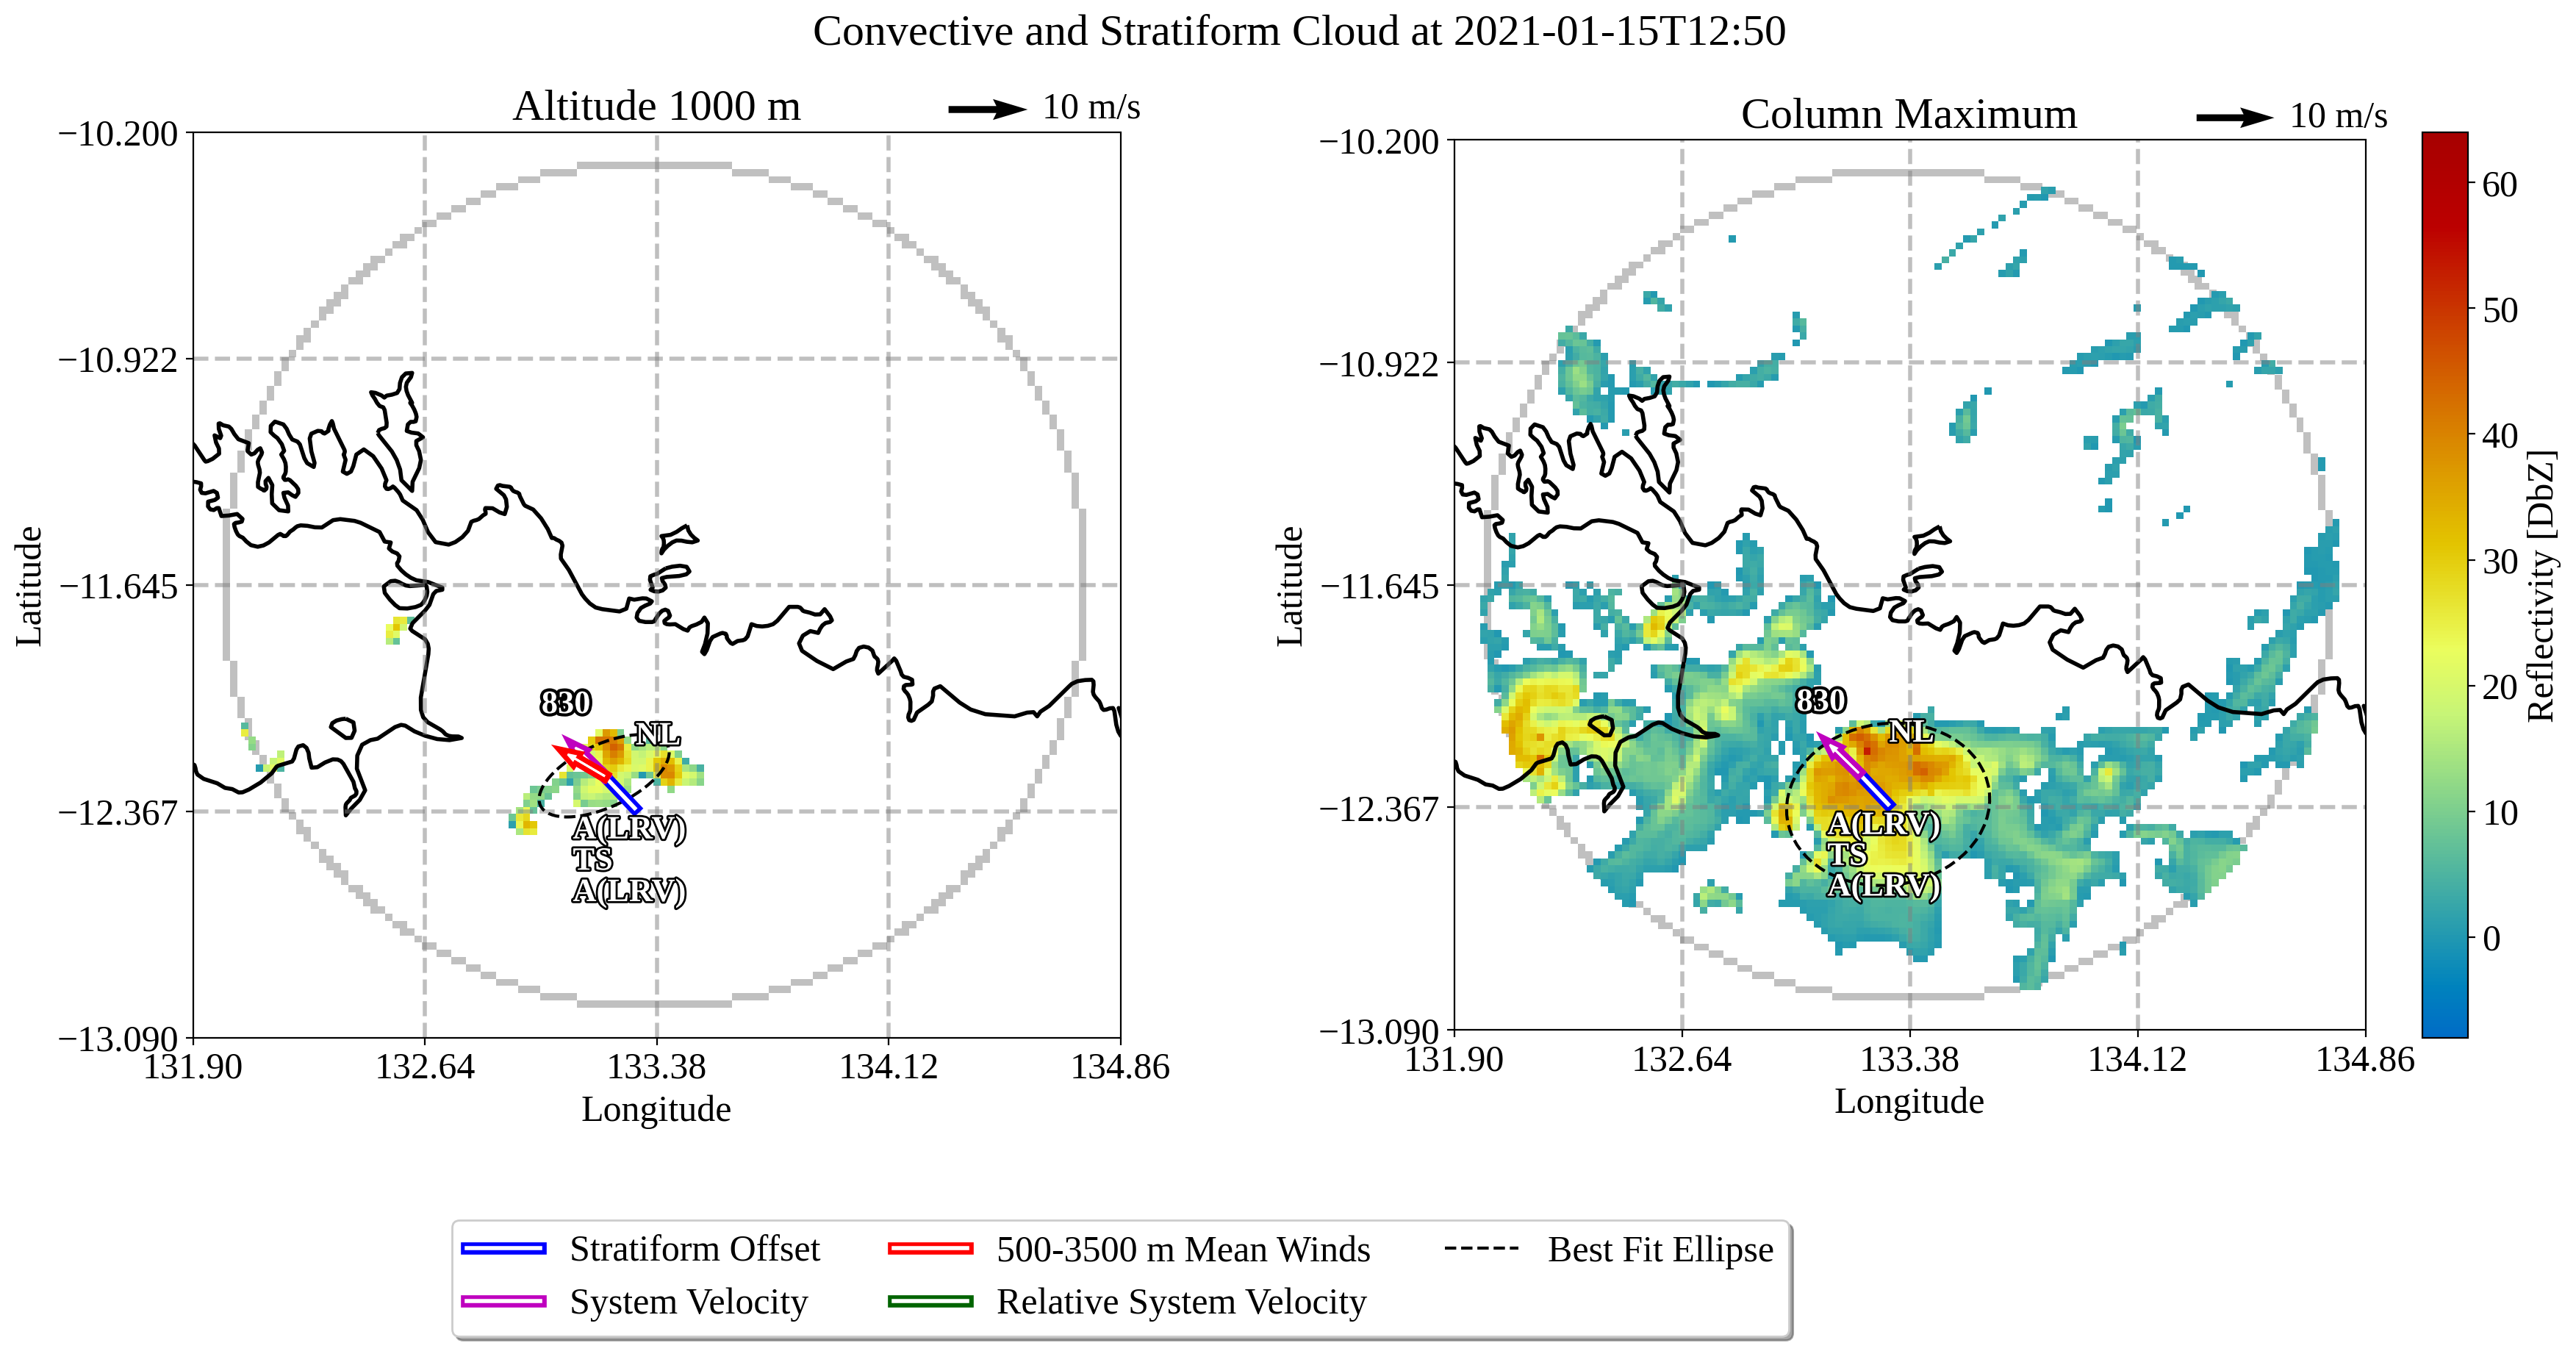 Convective and Stratiform Cloud at 2021-01-15T12:50
Altitude 1000 m
10 m/s
−10.200
−10.922
−11.645
−12.367
−13.090
131.90
132.64
133.38
134.12
134.86
Latitude
Longitude
830
NL
A(LRV)
TS
A(LRV)
Column Maximum
10 m/s
−10.200
−10.922
−11.645
−12.367
−13.090
131.90
132.64
133.38
134.12
134.86
Latitude
Longitude
830
NL
A(LRV)
TS
A(LRV)
60
50
40
30
20
10
0
Reflectivity [DbZ]
Stratiform Offset
500-3500 m Mean Winds
Best Fit Ellipse
System Velocity
Relative System Velocity